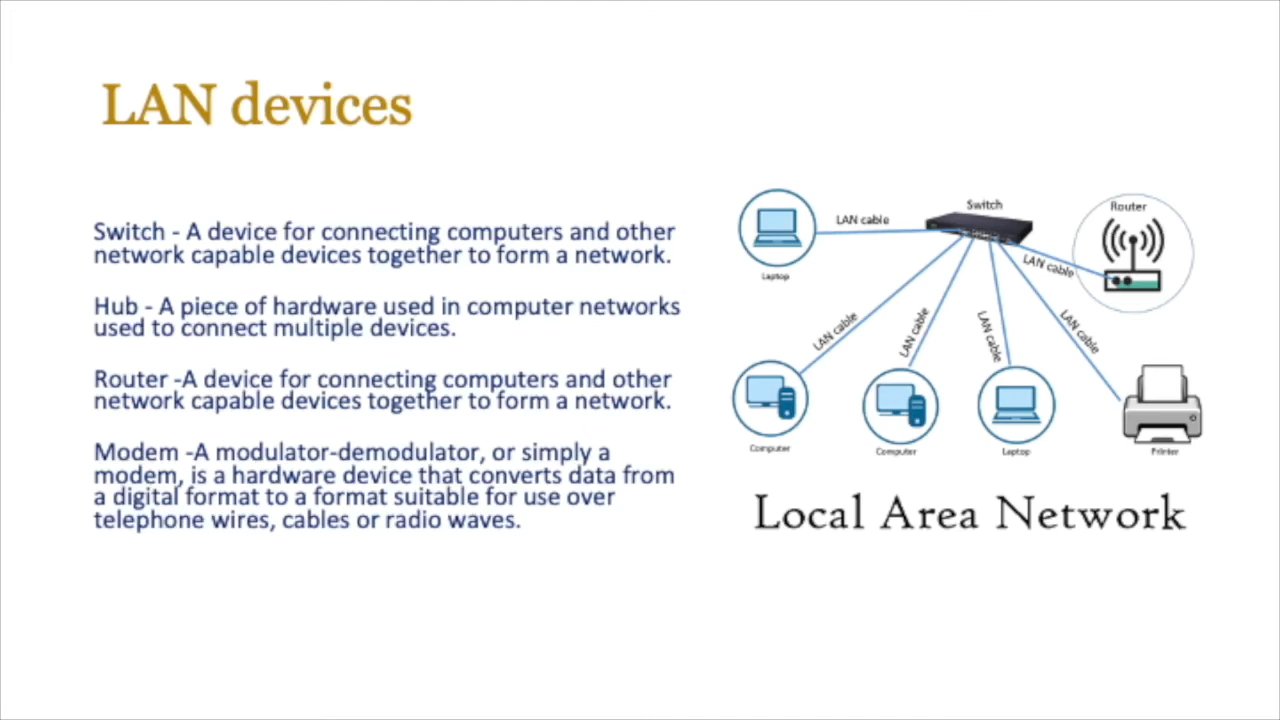 LAN devices
Switch - A device for connecting computers and other
network capable devices together to form a network.
Hub - A piece of hardware used in computer networks
used to connect multiple devices.
Router -A device for connecting computers and other
network capable devices together to form a network.
Modem -A modulator-demodulator, or simply a
modem, is a hardware device that converts data from
a digital format to a format suitable for use over
telephone wires, cables or radio waves.
Switch
Router
LAN cable
LAN cable
Laptop
LAN cable
LAN cable
LAN cable
LAN cable
Computer
Computer
Laptop
Printer
Local Area Network